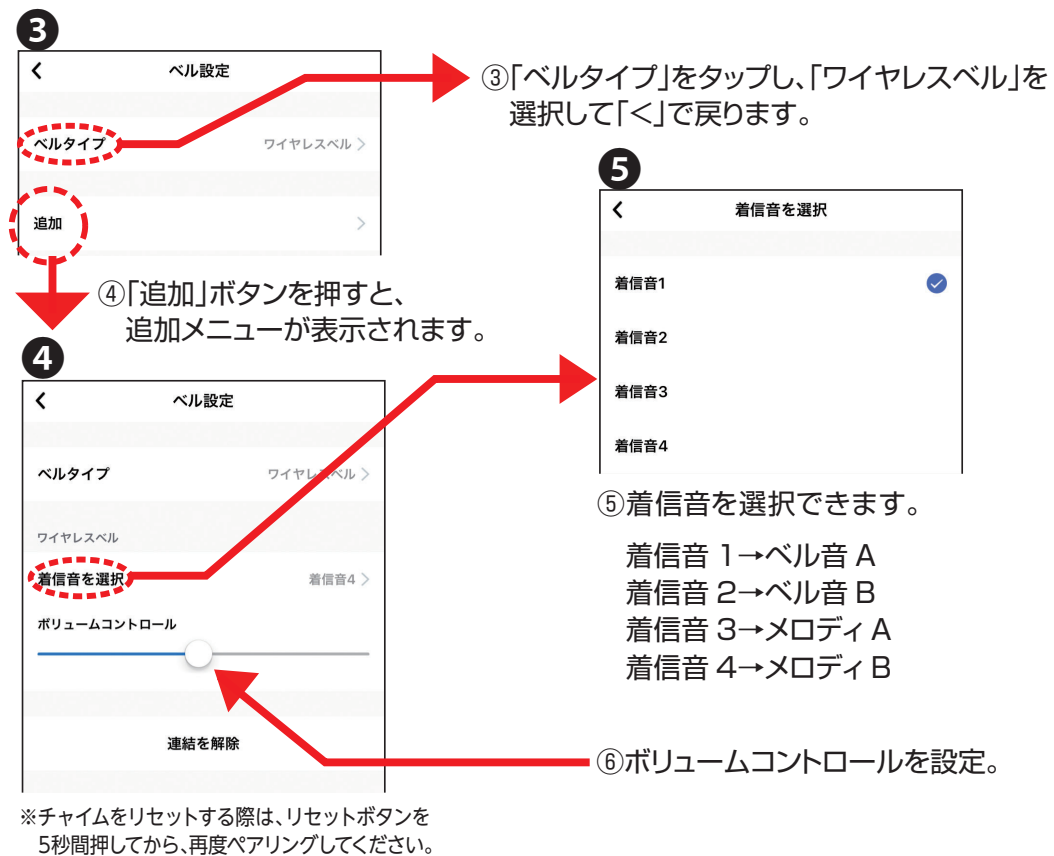 ❸
< ベル設定
ベルタイプ ワイヤレスベル >
追加 >
③「ベルタイプ」をタップし、「ワイヤレスベル」を
選択して「<」で戻ります。
④「追加」ボタンを押すと、
追加メニューが表示されます。
❹
< ベル設定
ベルタイプ ワイヤレスベル >
ワイヤレスベル
着信音を選択 着信音4 >
ボリュームコントロール
連結を解除
※チャイムをリセットする際は、リセットボタンを
5秒間押してから、再度ペアリングしてください。
❺
< 着信音を選択
着信音1
着信音2
着信音3
着信音4
⑤着信音を選択できます。
着信音 1→ベル音 A
着信音 2→ベル音 B
着信音 3→メロディ A
着信音 4→メロディ B
⑥ボリュームコントロールを設定。